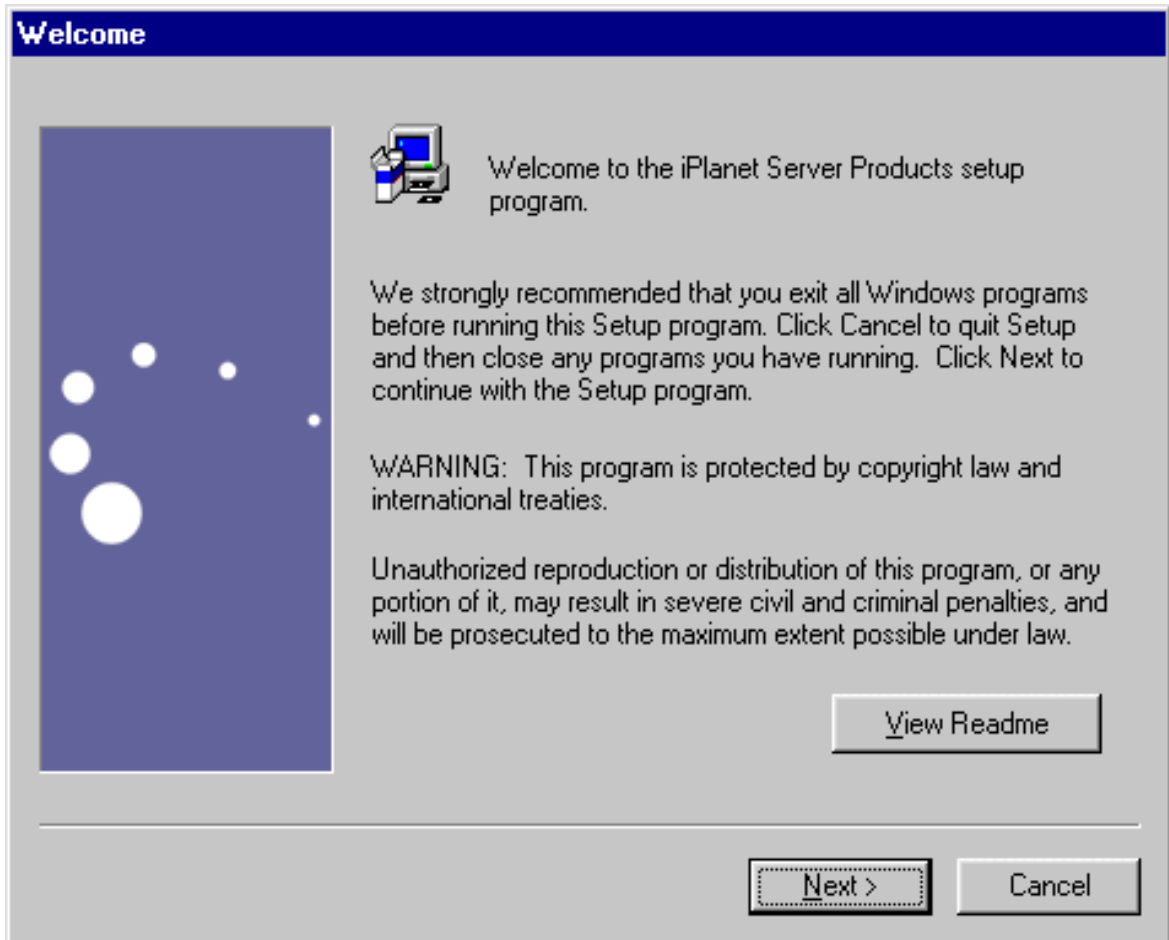 Welcome
Welcome to the iPlanet Server Products setup
program.
We strongly recommended that you exit all Windows programs
before running this Setup program. Click Cancel to quit Setup
and then close any programs you have running.  Click Next to
continue with the Setup program.
WARNING:  This program is protected by copyright law and
international treaties.
Unauthorized reproduction or distribution of this program, or any
portion of it, may result in severe civil and criminal penalties, and
will be prosecuted to the maximum extent possible under law.
View Readme
Next >
Cancel